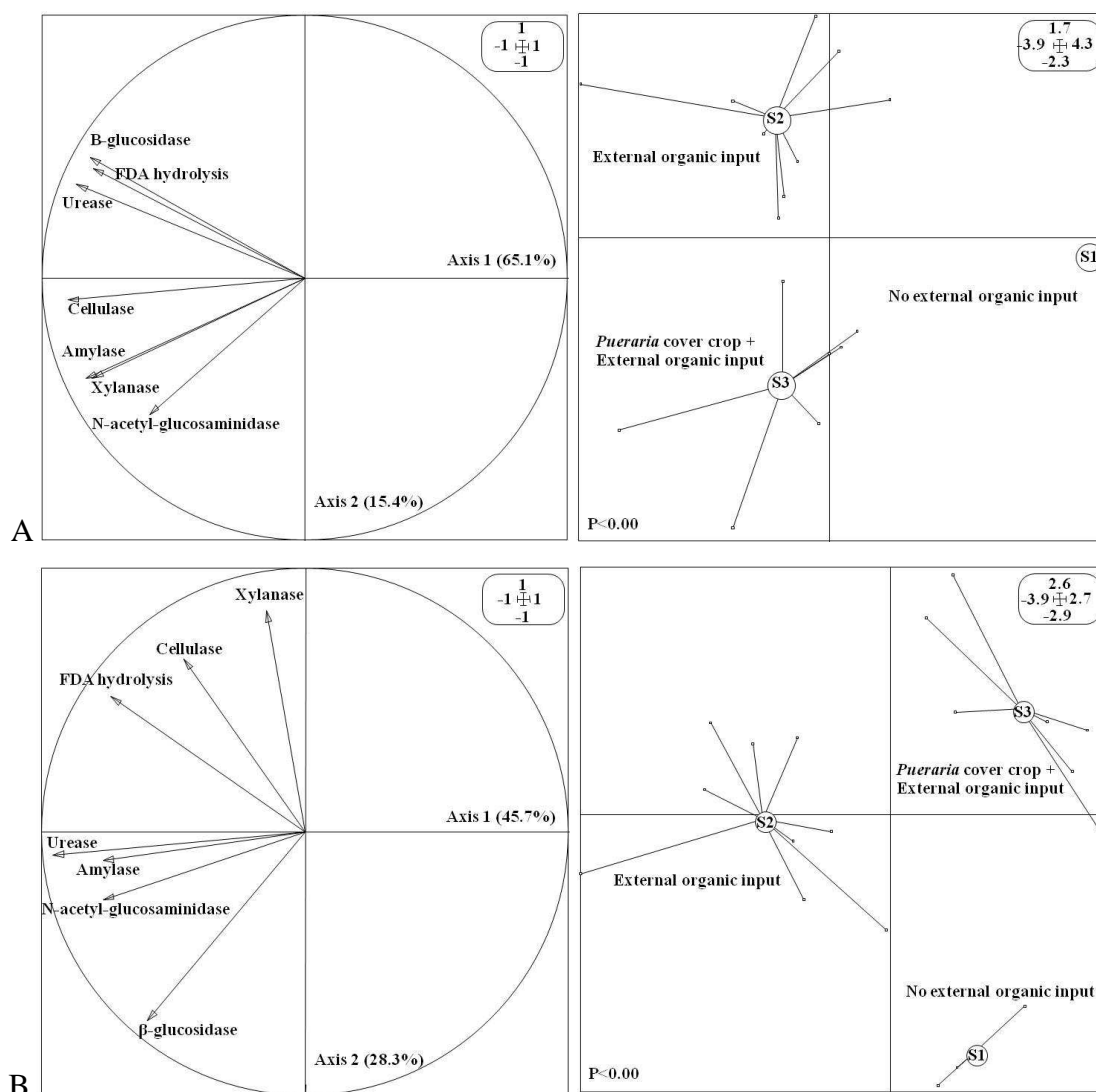 1
-1 1
-1
B-glucosidase
FDA hydrolysis
Urease
Axis 1 (65.1%)
Cellulase
Amylase
Xylanase
N-acetyl-glucosaminidase
Axis 2 (15.4%)
A
1.7
-3.9 4.3
-2.3
S2
External organic input
S1
No external organic input
Pueraria cover crop +
External organic input
S3
P<0.00
1
-1 1
-1
Xylanase
Cellulase
FDA hydrolysis
Axis 1 (45.7%)
Urease
Amylase
N-acetyl-glucosaminidase
β-glucosidase
Axis 2 (28.3%)
B
2.6
-3.9 2.7
-2.9
S3
Pueraria cover crop +
External organic input
S2
External organic input
No external organic input
S1
P<0.00